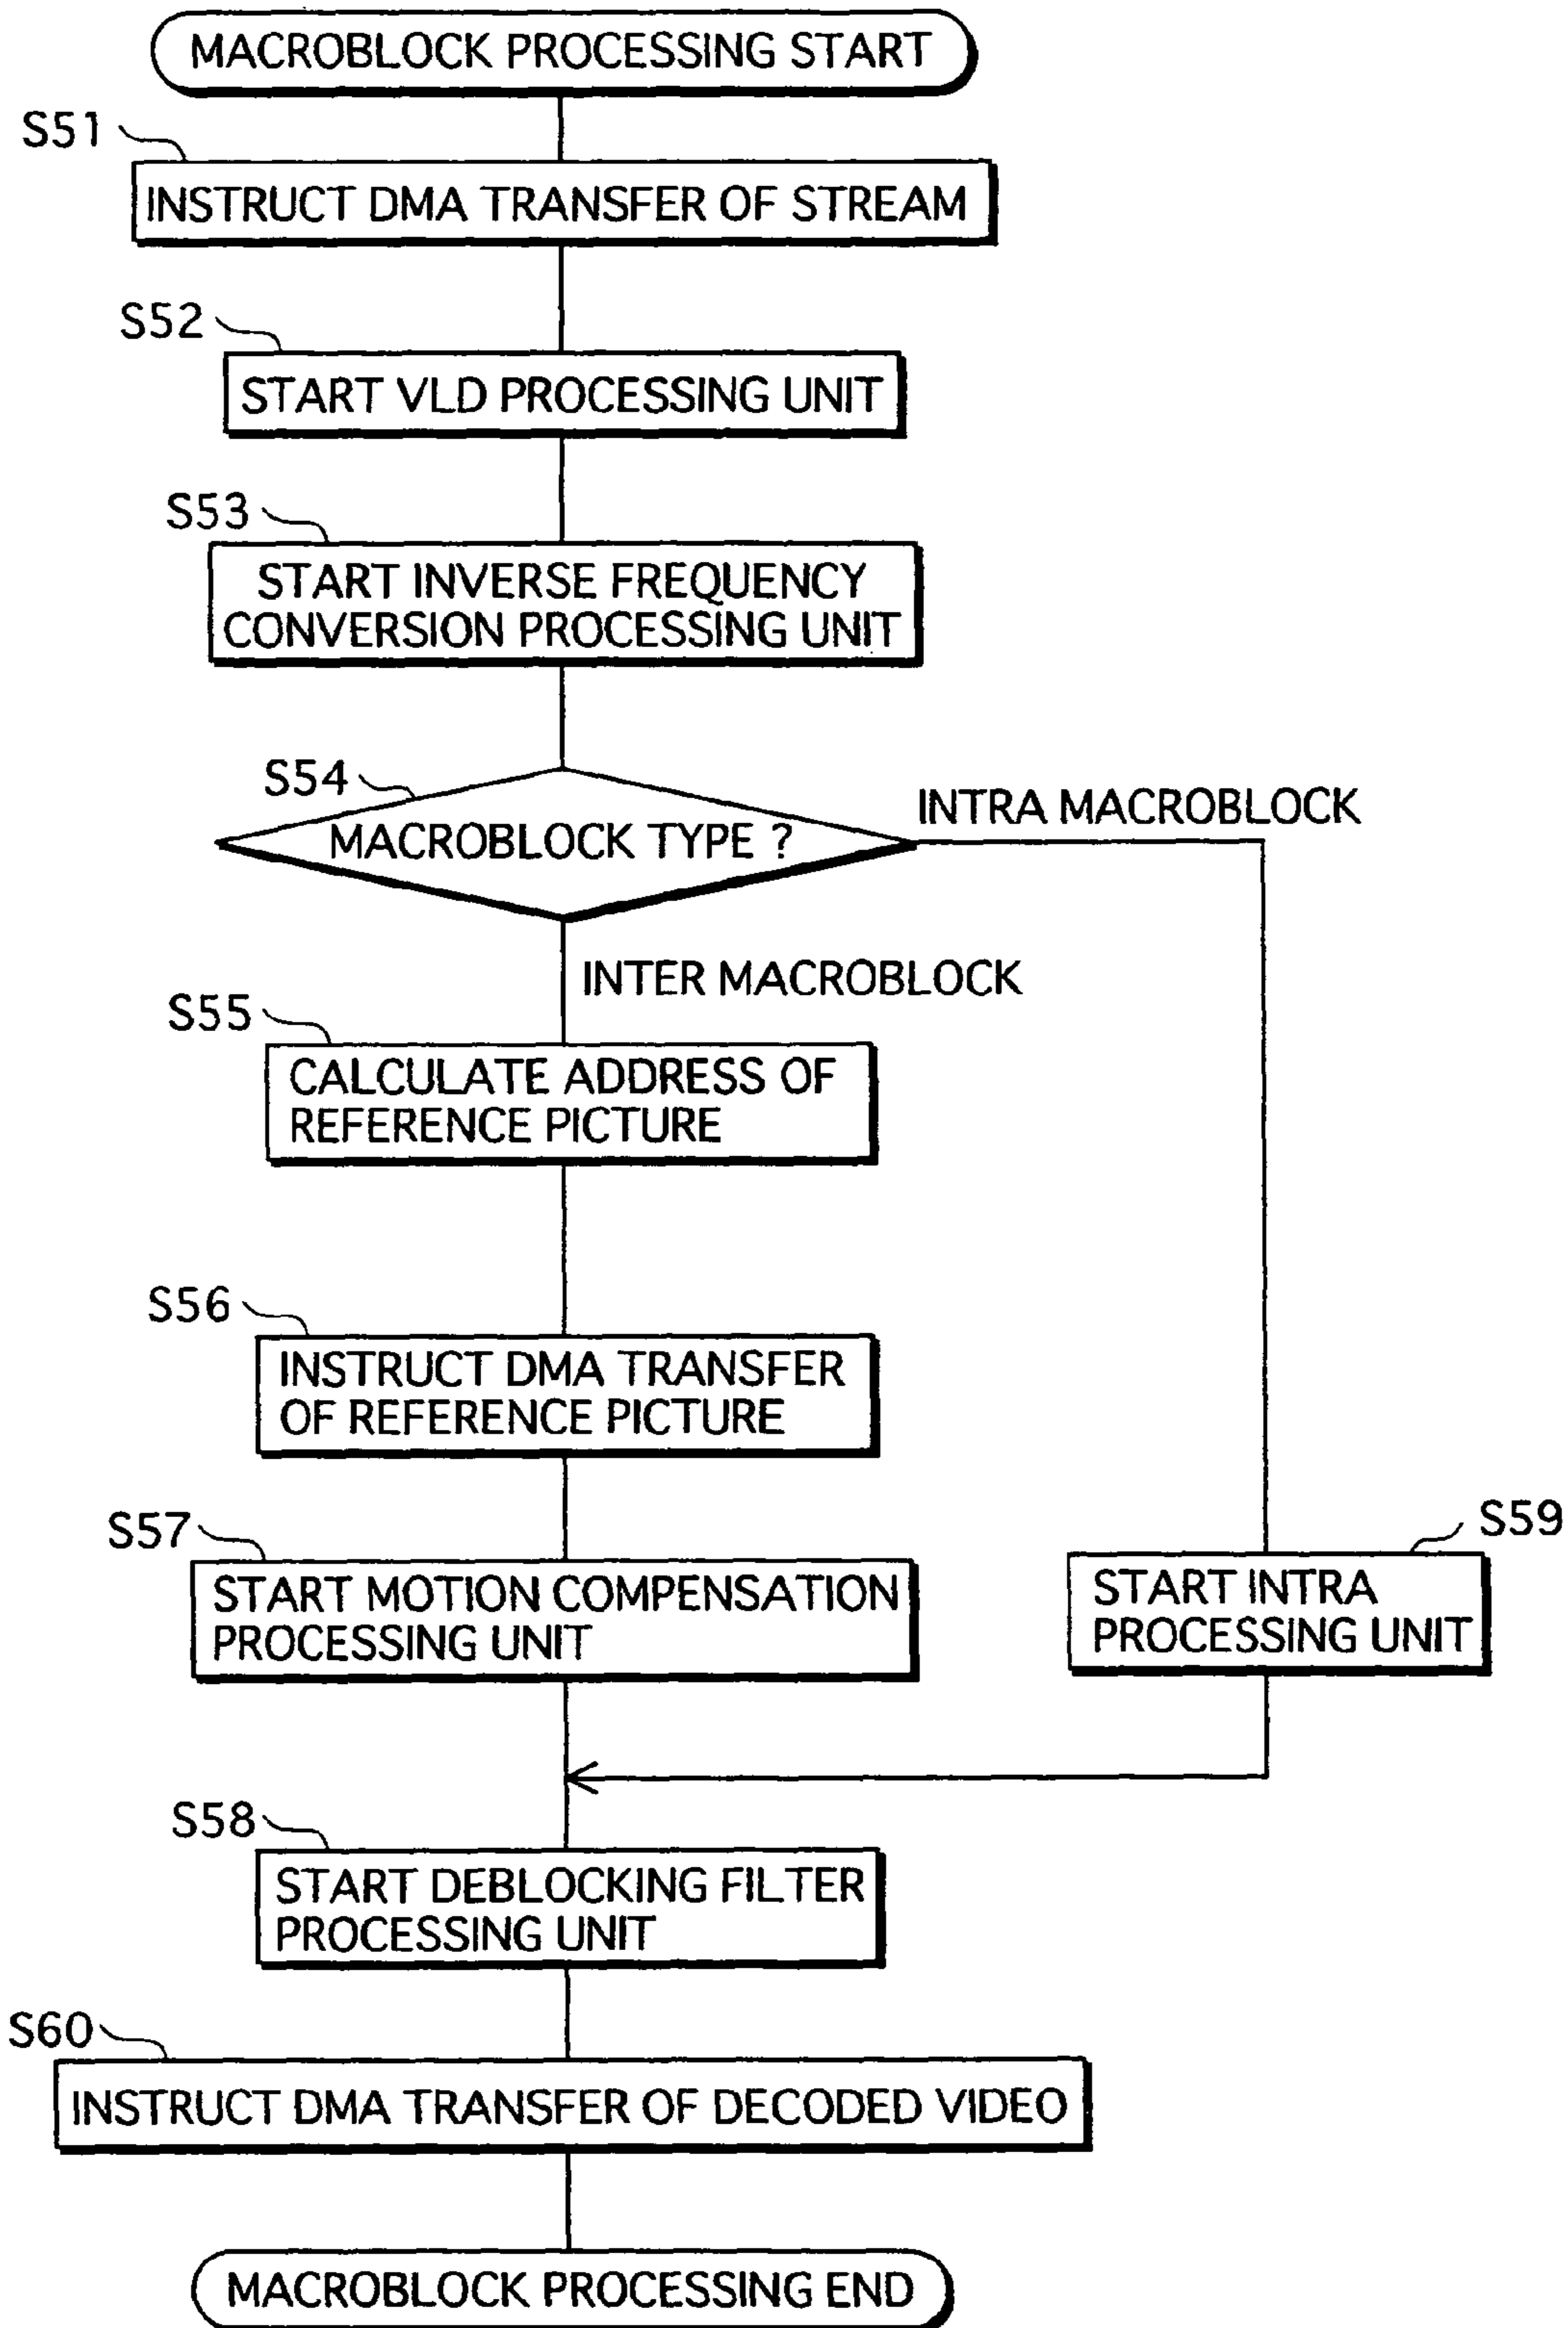 MACROBLOCK PROCESSING START
S51
INSTRUCT DMA TRANSFER OF STREAM
S52
START VLD PROCESSING UNIT
S53
START INVERSE FREQUENCY
CONVERSION PROCESSING UNIT
S54
MACROBLOCK TYPE ?
INTRA MACROBLOCK
INTER MACROBLOCK
S55
CALCULATE ADDRESS OF
REFERENCE PICTURE
S56
INSTRUCT DMA TRANSFER
OF REFERENCE PICTURE
S57
START MOTION COMPENSATION
PROCESSING UNIT
S59
START INTRA
PROCESSING UNIT
S58
START DEBLOCKING FILTER
PROCESSING UNIT
S60
INSTRUCT DMA TRANSFER OF DECODED VIDEO
MACROBLOCK PROCESSING END